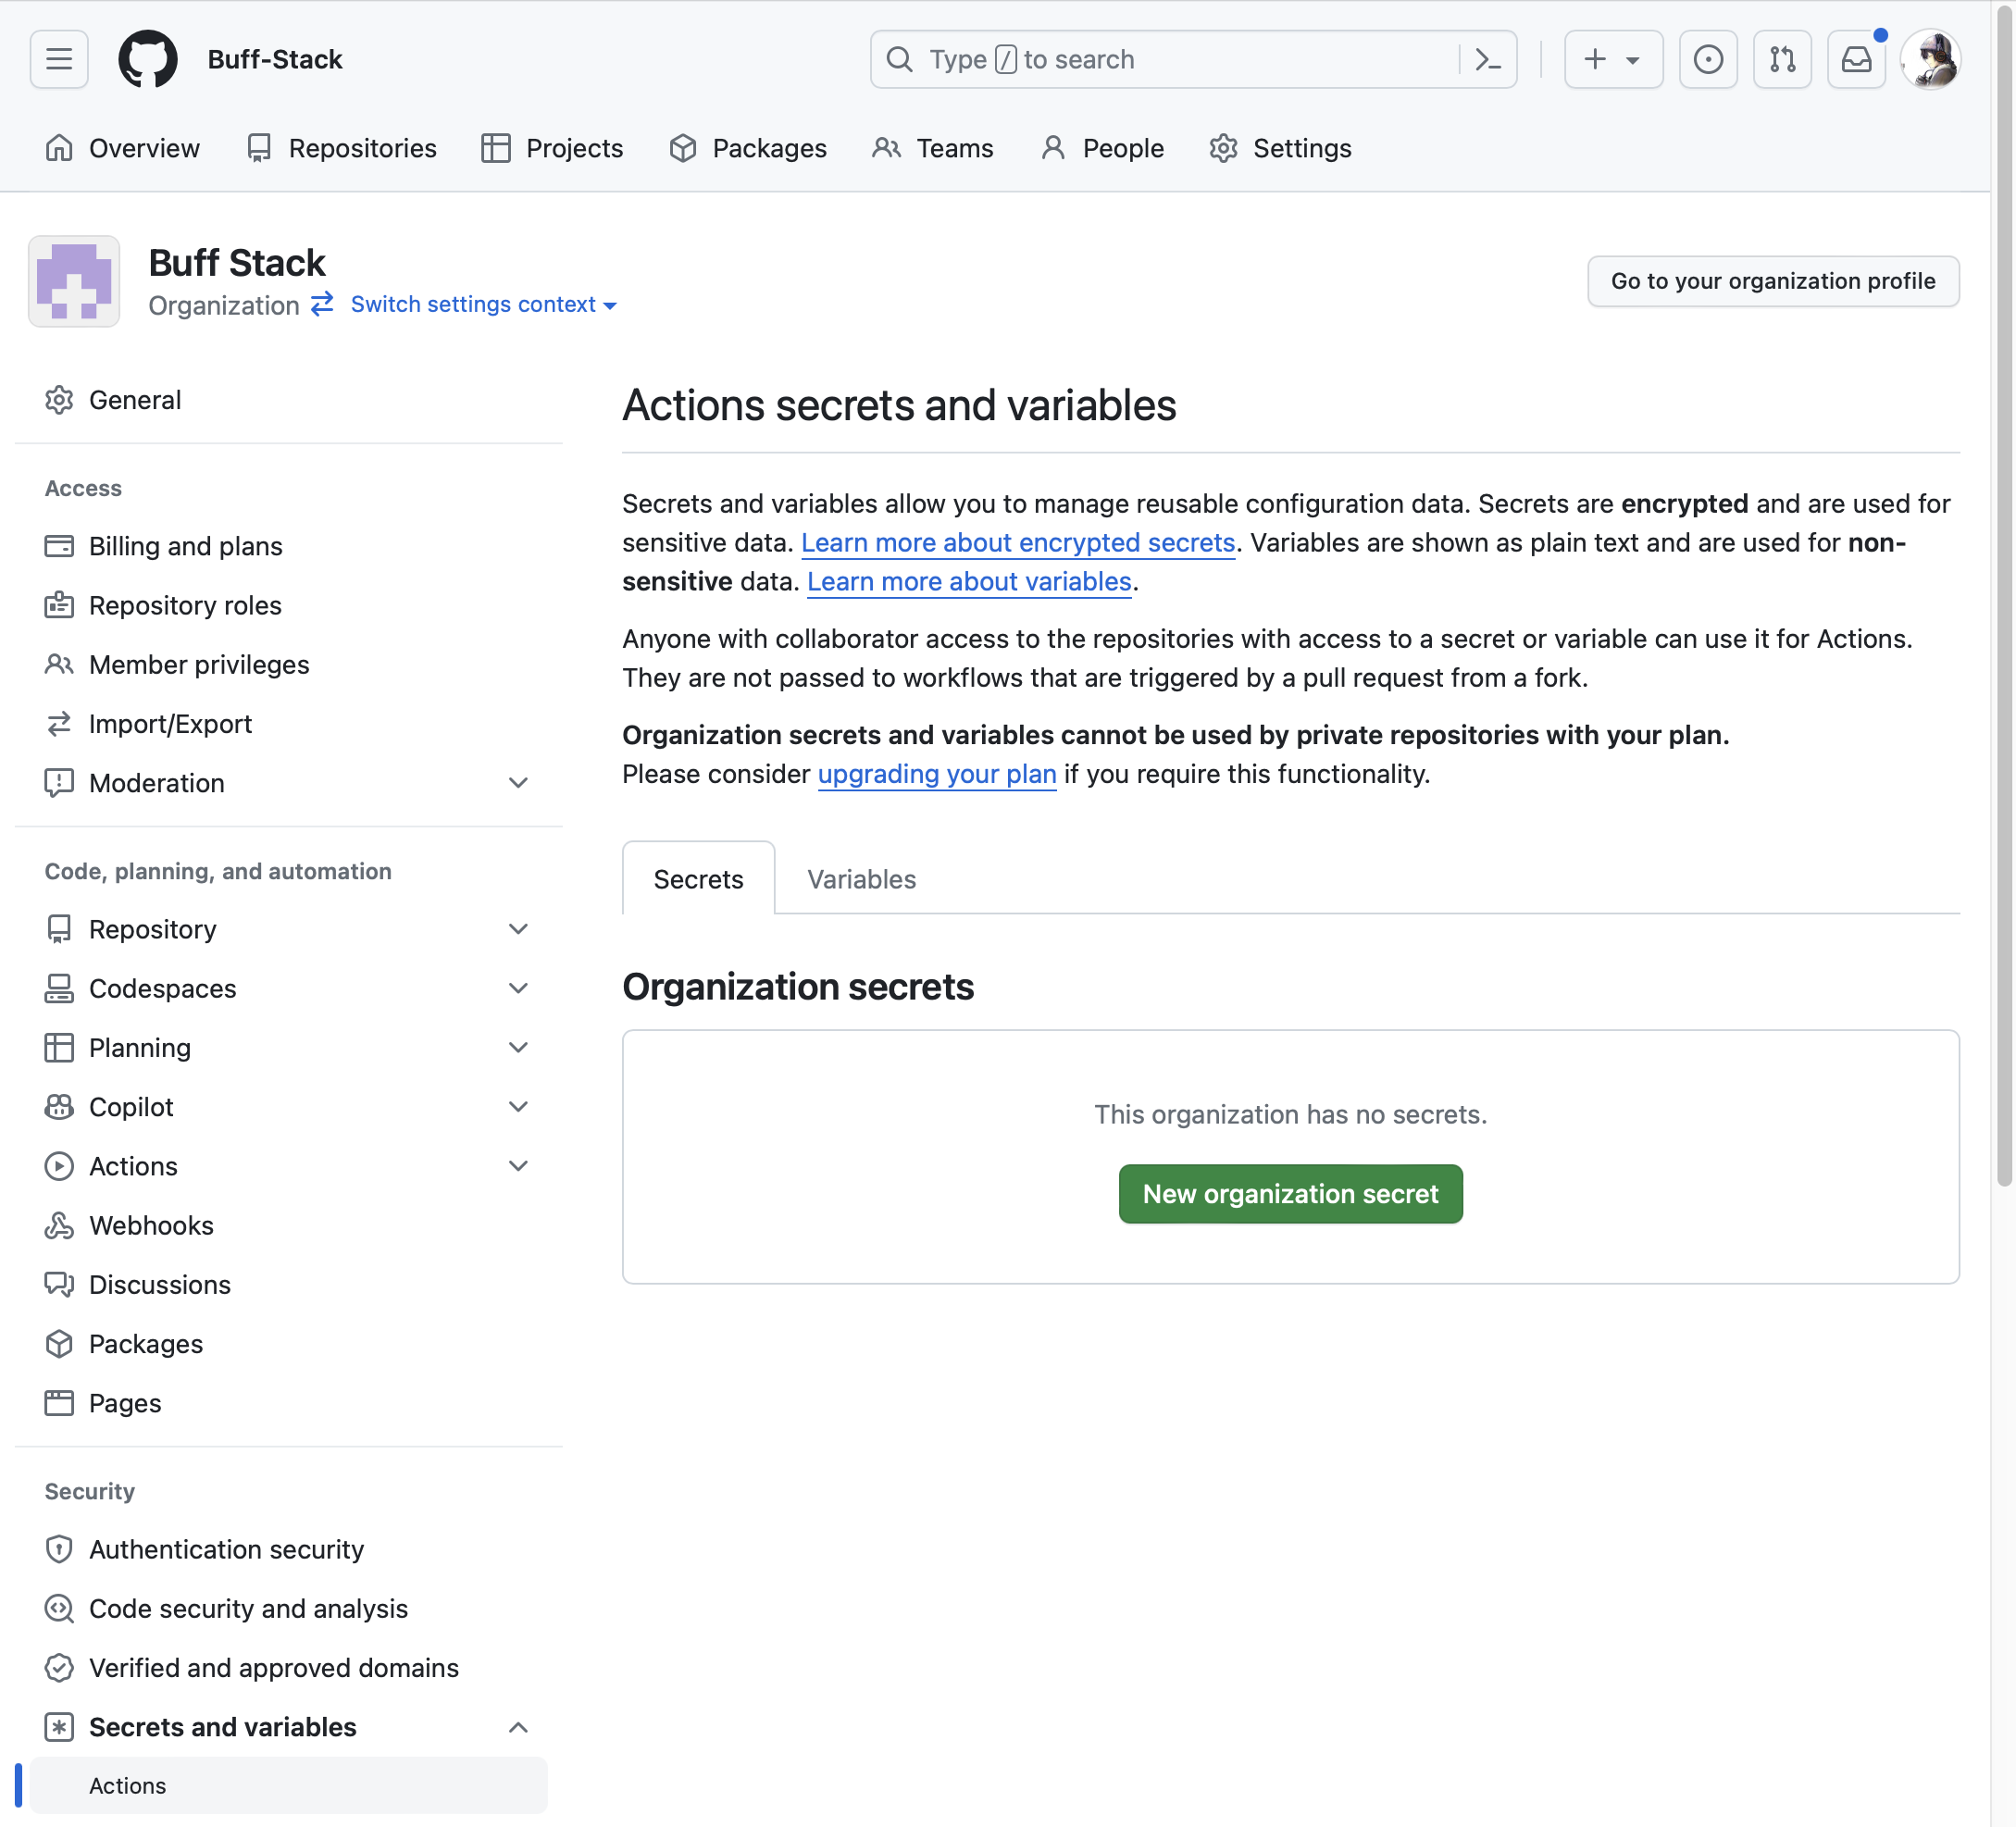 Buff-Stack
Type / to search
Overview
Repositories
Projects
Packages
Teams
People
Settings
Buff Stack
Organization Switch settings context
Go to your organization profile
General
Access
Billing and plans
Repository roles
Member privileges
Import/Export
Moderation
Code, planning, and automation
Repository
Codespaces
Planning
Copilot
Actions
Webhooks
Discussions
Packages
Pages
Security
Authentication security
Code security and analysis
Verified and approved domains
Secrets and variables
Actions
Actions secrets and variables
Secrets and variables allow you to manage reusable configuration data. Secrets are encrypted and are used for
sensitive data. Learn more about encrypted secrets. Variables are shown as plain text and are used for non-
sensitive data. Learn more about variables.
Anyone with collaborator access to the repositories with access to a secret or variable can use it for Actions.
They are not passed to workflows that are triggered by a pull request from a fork.
Organization secrets and variables cannot be used by private repositories with your plan.
Please consider upgrading your plan if you require this functionality.
Secrets
Variables
Organization secrets
This organization has no secrets.
New organization secret